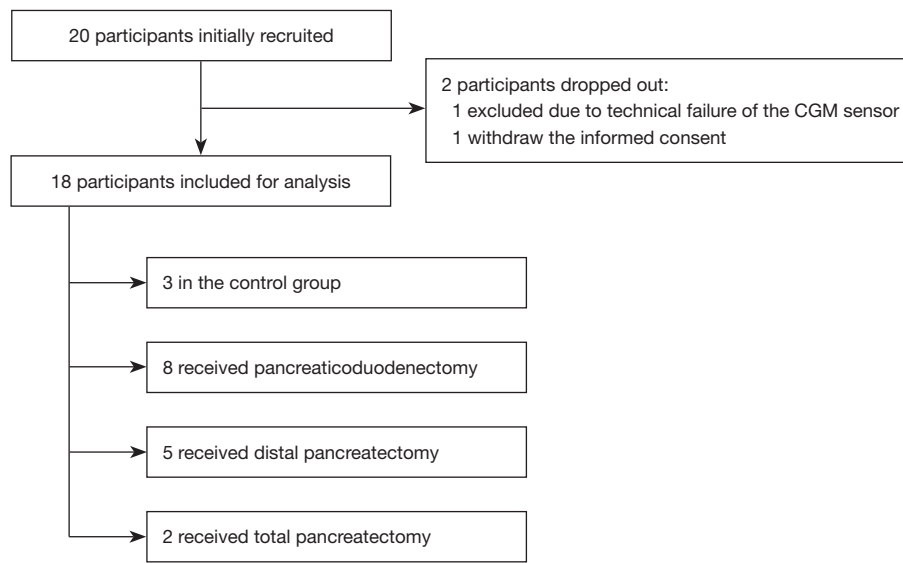 20 participants initially recruited
2 participants dropped out:
1 excluded due to technical failure of the CGM sensor
1 withdraw the informed consent
18 participants included for analysis
3 in the control group
8 received pancreaticoduodenectomy
5 received distal pancreatectomy
2 received total pancreatectomy